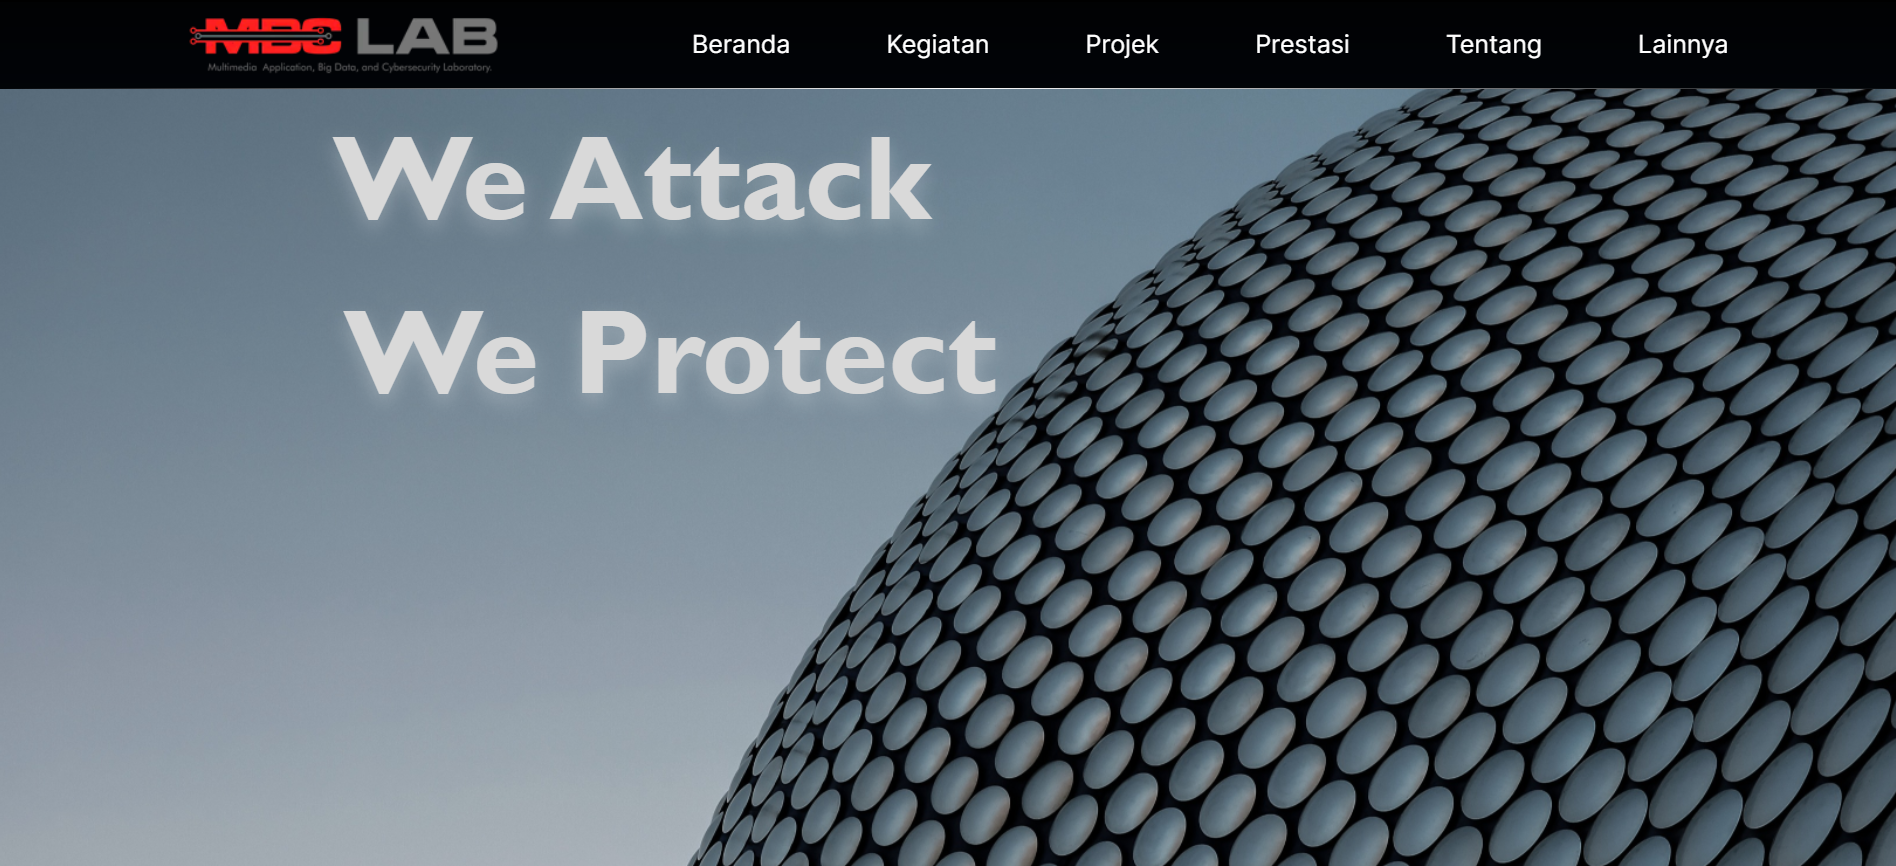 MBC LAB
Multimedia Application, Big Data, and Cybersecurity Laboratory.
Beranda Kegiatan Projek Prestasi Tentang Lainnya
We Attack
We Protect